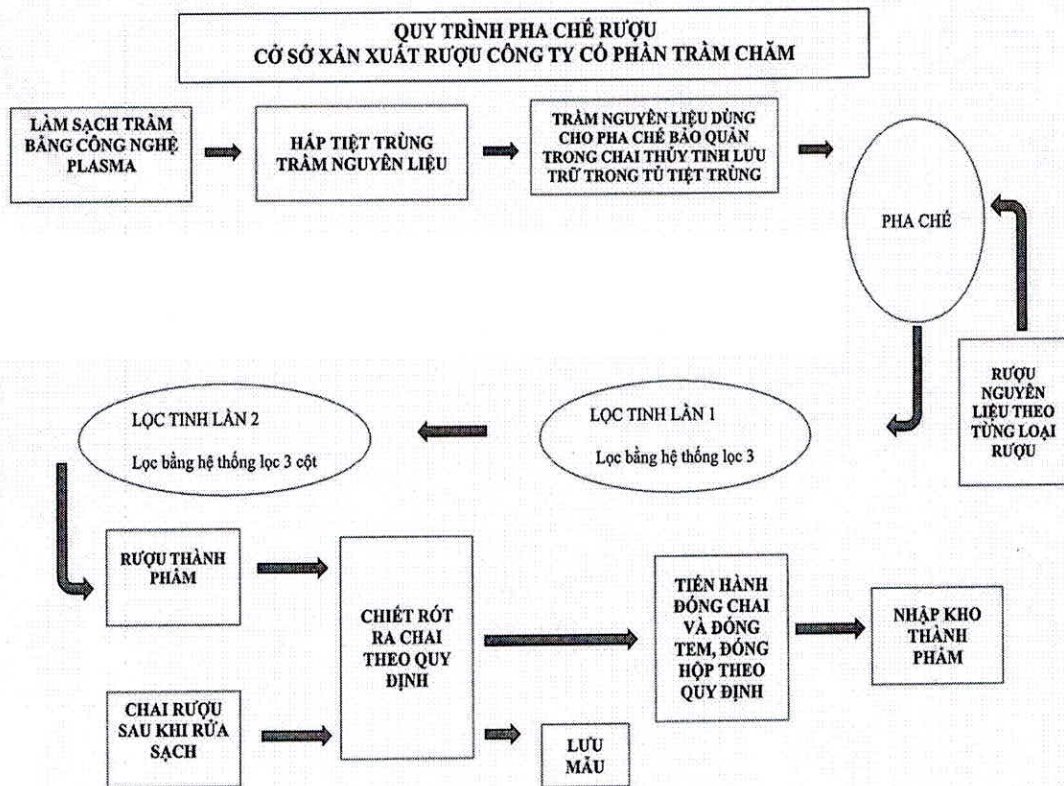 QUY TRÌNH PHA CHẾ RƯỢU
CỞ SỞ XẢN XUẤT RƯỢU CÔNG TY CỔ PHẦN TRẦM CHĂM
LÀM SẠCH TRẦM
BẰNG CÔNG NGHỆ
PLASMA
HẤP TIỆT TRÙNG
TRẦM NGUYÊN LIỆU
TRẦM NGUYÊN LIỆU DÙNG
CHO PHA CHẾ BẢO QUẢN
TRONG CHAI THỦY TINH LƯU
TRỮ TRONG TỦ TIỆT TRÙNG
PHA CHẾ
RƯỢU
NGUYÊN
LIỆU THEO
TỪNG LOẠI
RƯỢU
LỌC TINH LẦN 1
Lọc bằng hệ thống lọc 3
LỌC TINH LẦN 2
Lọc bằng hệ thống lọc 3 cột
RƯỢU THÀNH
PHẨM
CHAI RƯỢU
SAU KHI RỬA
SẠCH
CHIẾT RÓT
RA CHAI
THEO QUY
ĐỊNH
LƯU
MẪU
TIẾN HÀNH
ĐÓNG CHAI
VÀ ĐÓNG
TEM, ĐÓNG
HỘP THEO
QUY ĐỊNH
NHẬP KHO
THÀNH
PHẨM